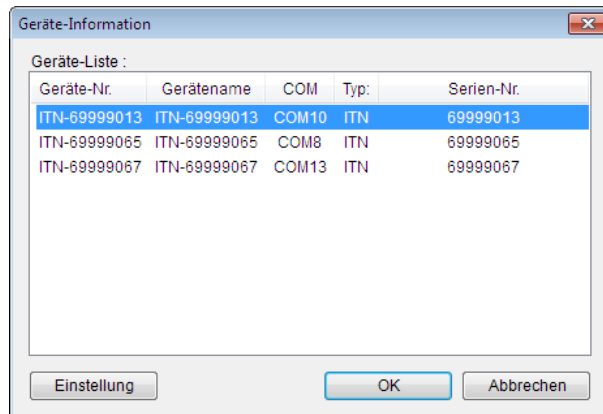 Geräte-Information
Geräte-Liste :
Geräte-Nr. Gerätename COM Typ: Serien-Nr.
ITN-69999013 ITN-69999013 COM10 ITN 69999013
ITN-69999065 ITN-69999065 COM8 ITN 69999065
ITN-69999067 ITN-69999067 COM13 ITN 69999067
Einstellung OK Abbrechen